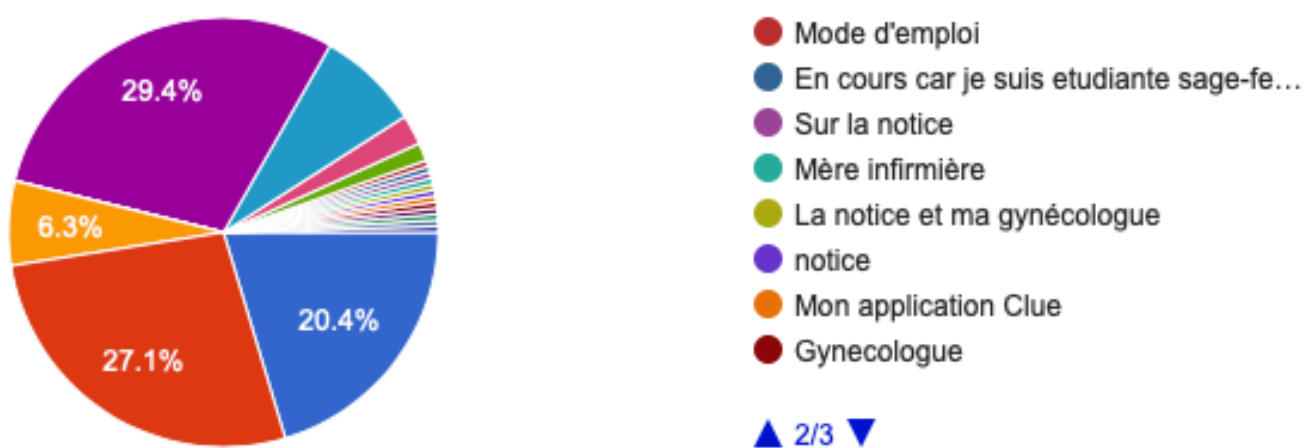 29.4%
6.3%
27.1%
20.4%
Mode d'emploi
En cours car je suis etudiante sage-fe…
Sur la notice
Mère infirmière
La notice et ma gynécologue
notice
Mon application Clue
Gynecologue
▲ 2/3 ▼